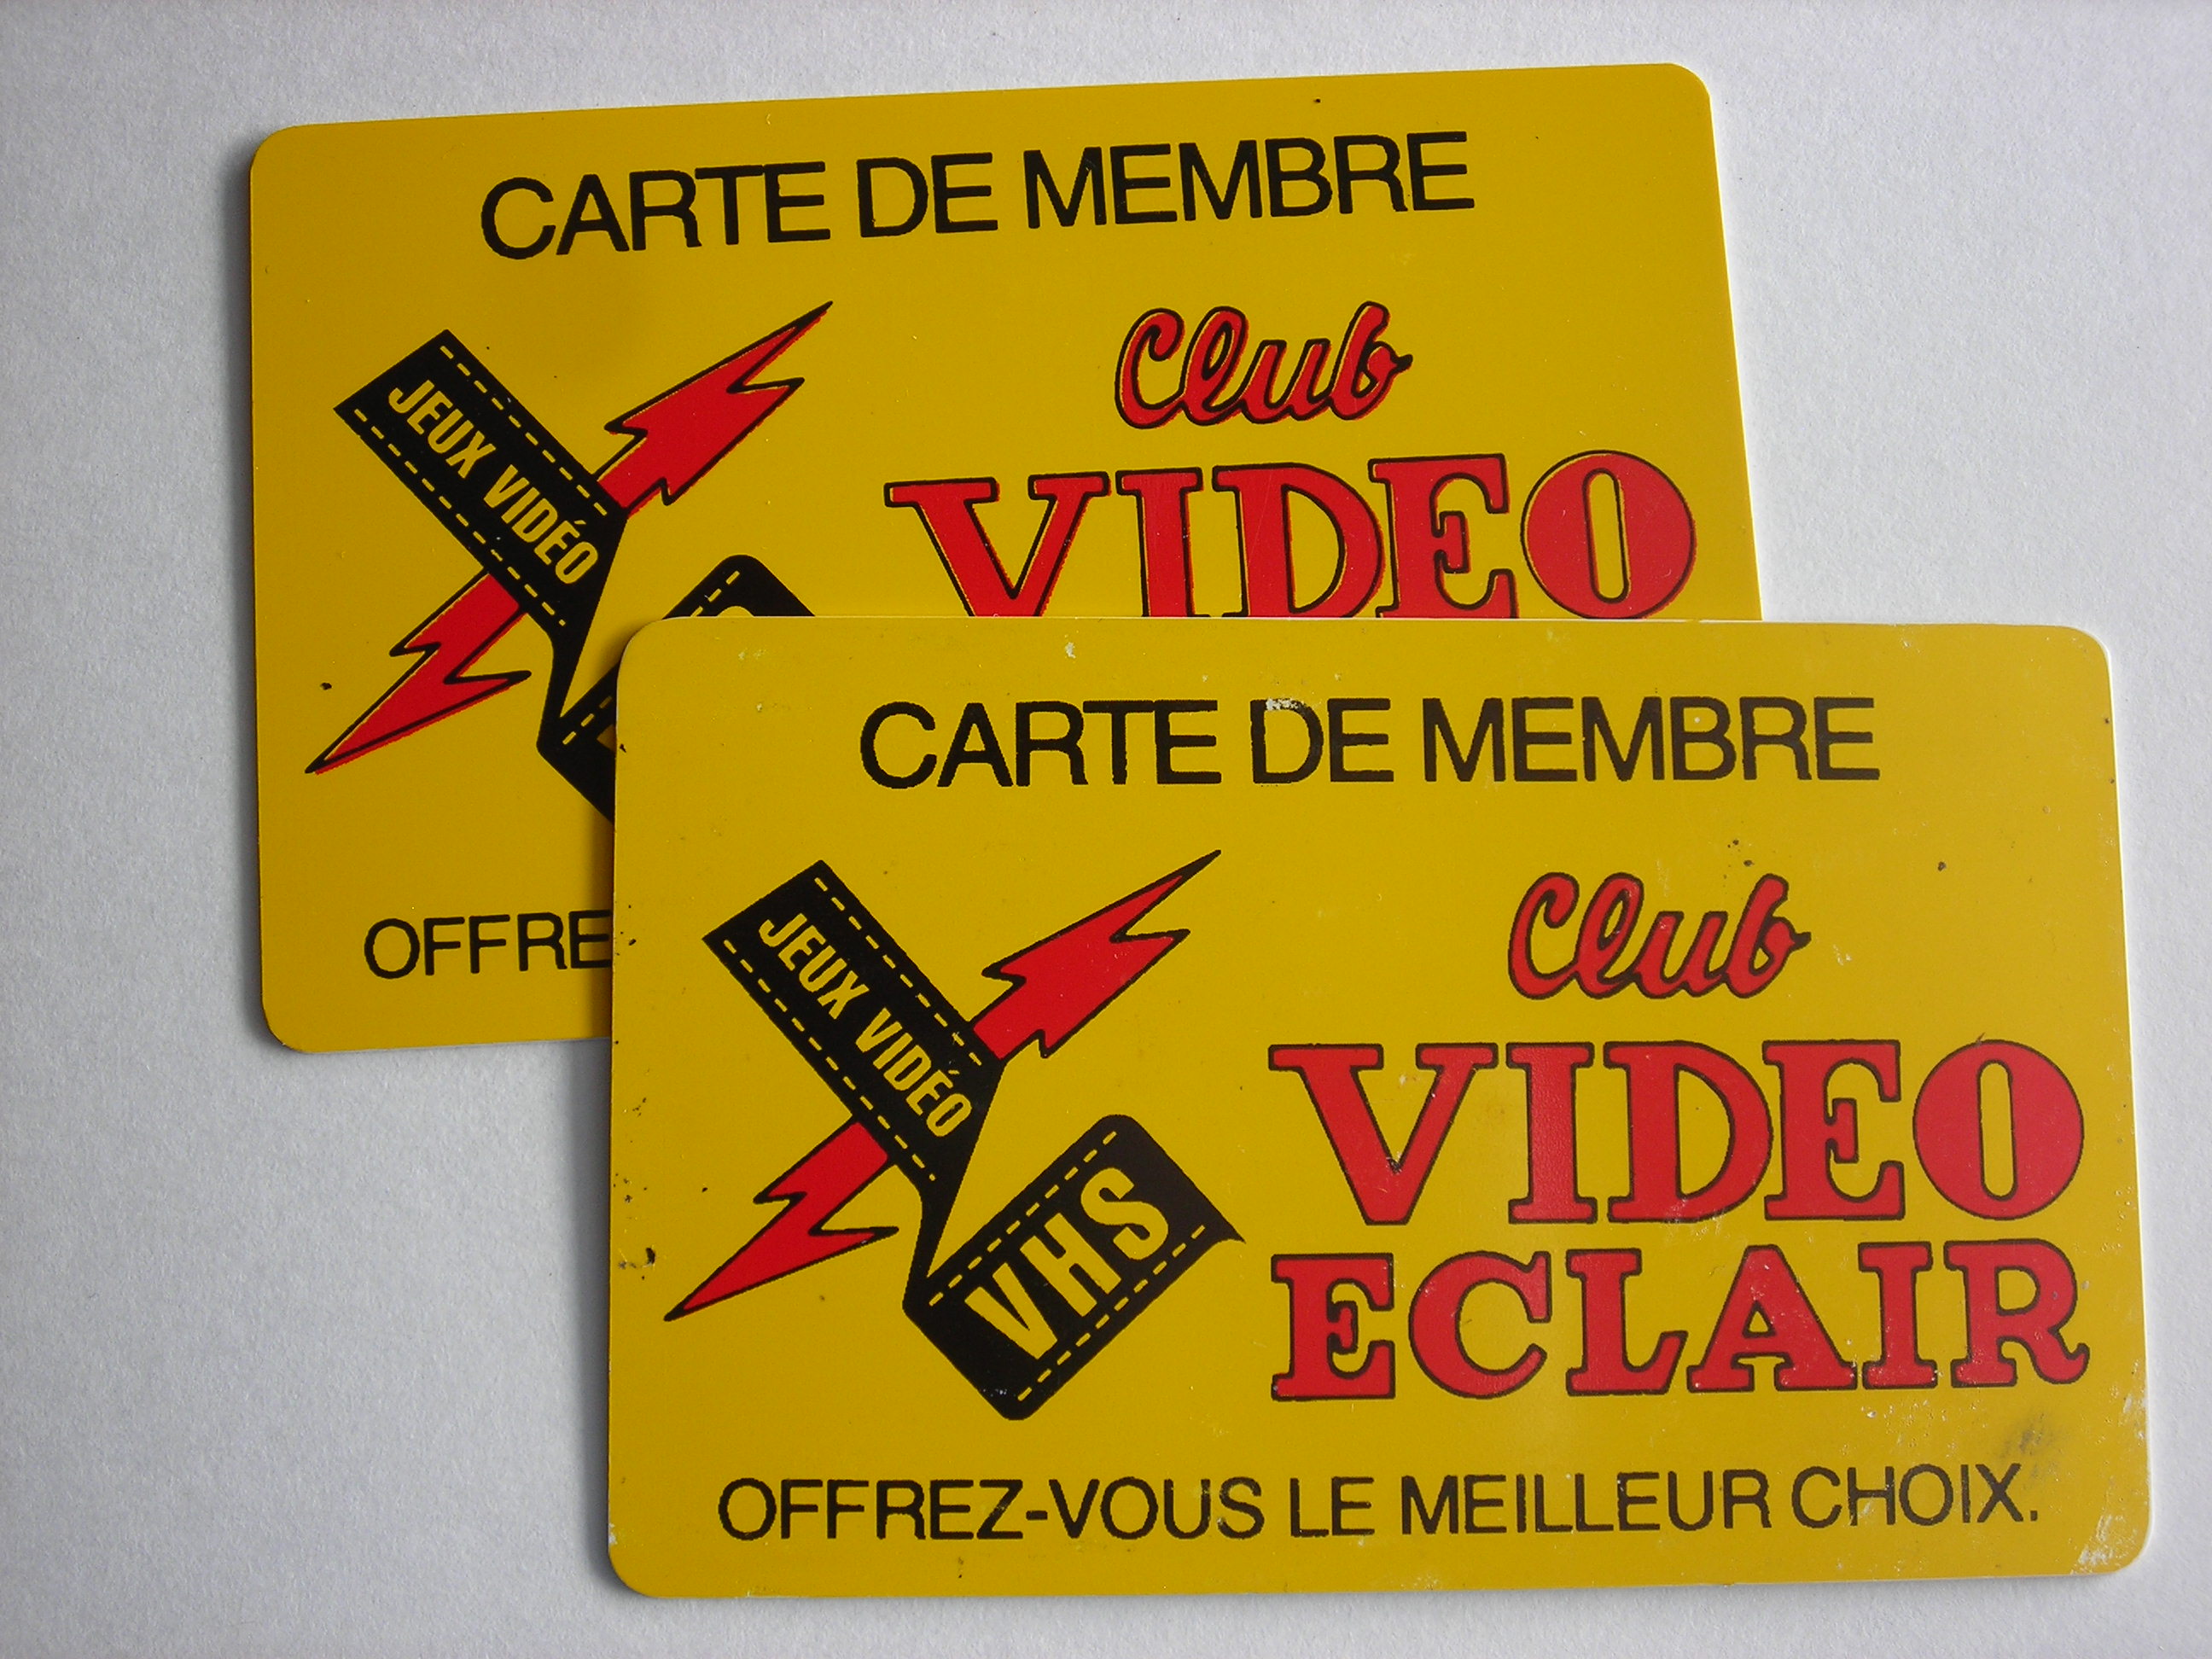 CARTE DE MEMBRE
Club
VIDEO
JEUX VIDÉO
OFFRE
CARTE DE MEMBRE
Club
VIDEO
ECLAIR
JEUX VIDÉO
VHS
OFFREZ-VOUS LE MEILLEUR CHOIX.